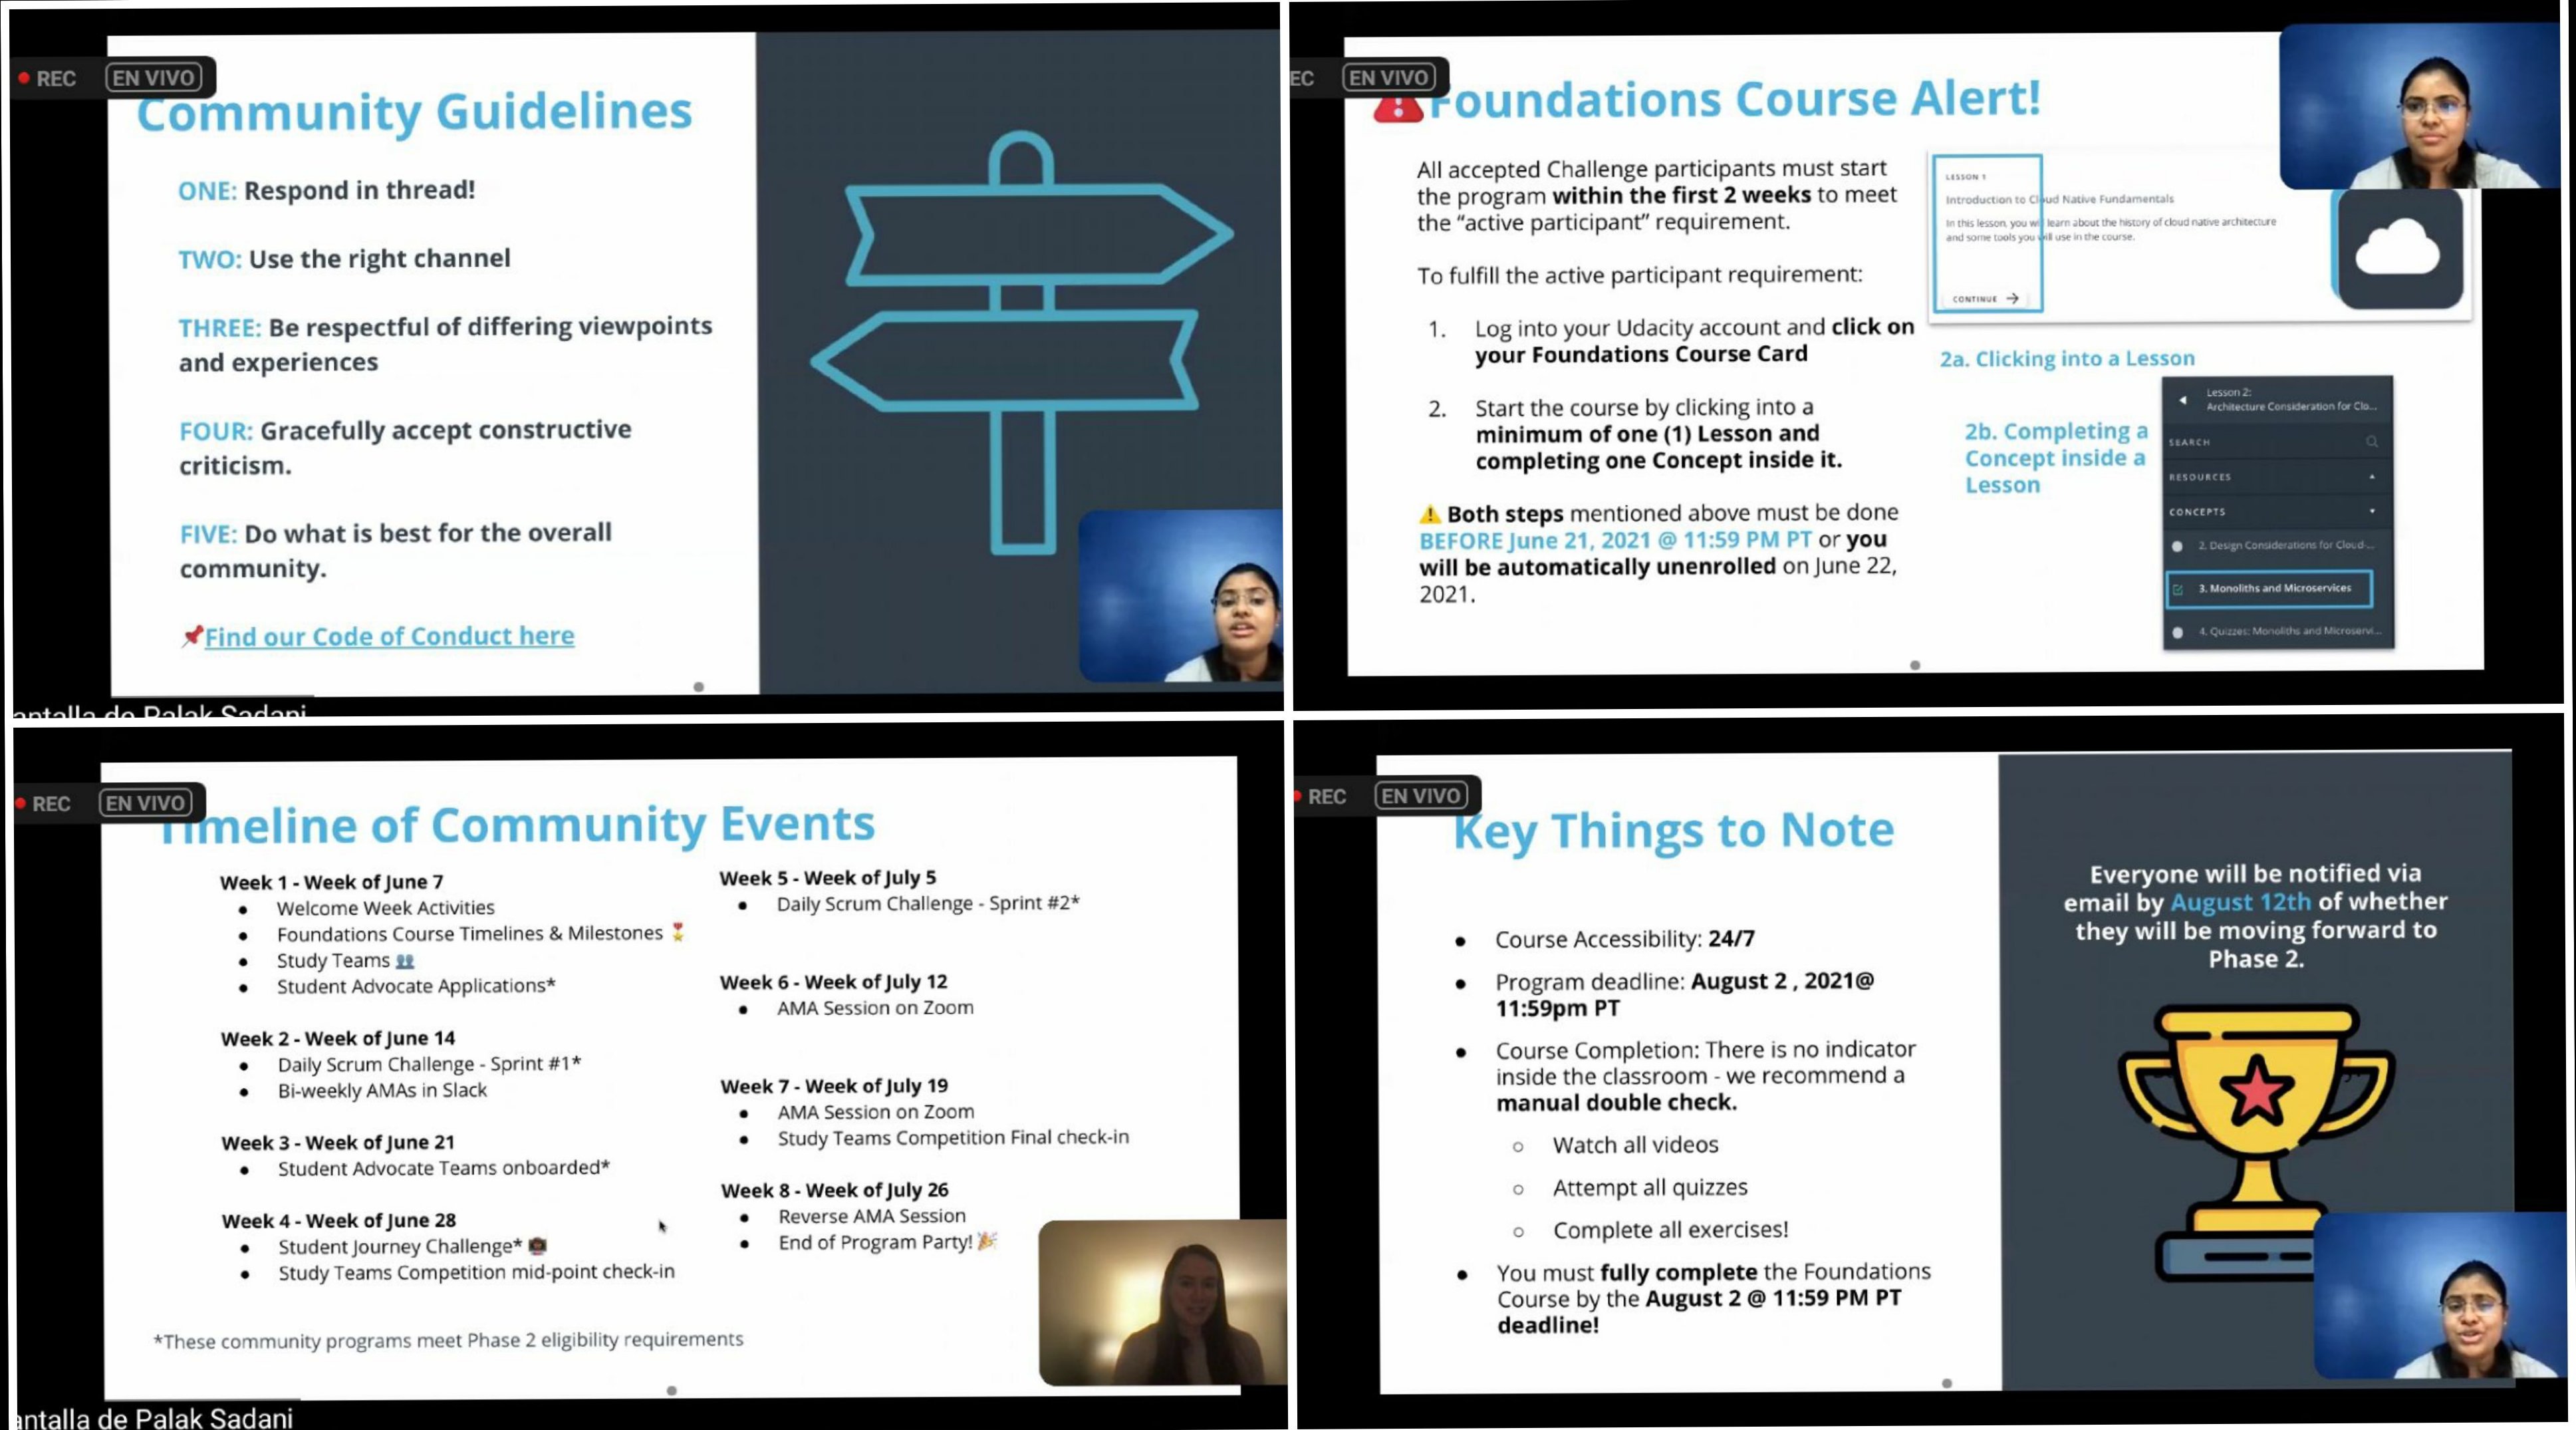 REC EN VIVO
Community Guidelines
ONE: Respond in thread!
TWO: Use the right channel
THREE: Be respectful of differing viewpoints
and experiences
FOUR: Gracefully accept constructive
criticism.
FIVE: Do what is best for the overall
community.
Find our Code of Conduct here
antalla de Palak Sadani
EC EN VIVO
Foundations Course Alert!
All accepted Challenge participants must start
the program within the first 2 weeks to meet
the “active participant” requirement.
To fulfill the active participant requirement:
1. Log into your Udacity account and click on
your Foundations Course Card
2. Start the course by clicking into a
minimum of one (1) Lesson and
completing one Concept inside it.
Both steps mentioned above must be done
BEFORE June 21, 2021 @ 11:59 PM PT or you
will be automatically unenrolled on June 22,
2021.
LESSON 1
Introduction to Cloud Native Fundamentals
In this lesson, you will learn about the history of cloud native architecture
and some tools you will use in the course.
CONTINUE →
2a. Clicking into a Lesson
2b. Completing a
Concept inside a
Lesson
Lesson 2:
Architecture Consideration for Clo...
SEARCH
RESOURCES
CONCEPTS
2. Design Considerations for Cloud-...
3. Monoliths and Microservices
4. Quizzes: Monoliths and Microservi...
REC EN VIVO
Timeline of Community Events
Week 1 - Week of June 7
● Welcome Week Activities
● Foundations Course Timelines & Milestones
● Study Teams
● Student Advocate Applications*
Week 2 - Week of June 14
● Daily Scrum Challenge - Sprint #1*
● Bi-weekly AMAs in Slack
Week 3 - Week of June 21
● Student Advocate Teams onboarded*
Week 4 - Week of June 28
● Student Journey Challenge*
● Study Teams Competition mid-point check-in
Week 5 - Week of July 5
● Daily Scrum Challenge - Sprint #2*
Week 6 - Week of July 12
● AMA Session on Zoom
Week 7 - Week of July 19
● AMA Session on Zoom
● Study Teams Competition Final check-in
Week 8 - Week of July 26
● Reverse AMA Session
● End of Program Party!
*These community programs meet Phase 2 eligibility requirements
antalla de Palak Sadani
REC EN VIVO
Key Things to Note
● Course Accessibility: 24/7
● Program deadline: August 2 , 2021@
11:59pm PT
● Course Completion: There is no indicator
inside the classroom - we recommend a
manual double check.
○ Watch all videos
○ Attempt all quizzes
○ Complete all exercises!
● You must fully complete the Foundations
Course by the August 2 @ 11:59 PM PT
deadline!
Everyone will be notified via
email by August 12th of whether
they will be moving forward to
Phase 2.